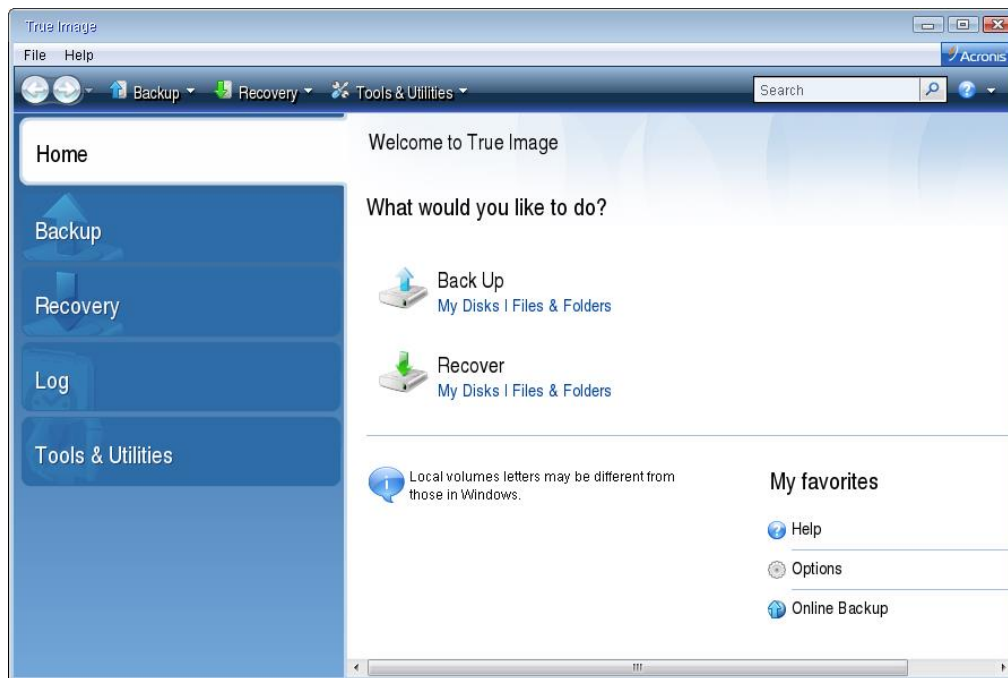 True Image
File Help
Acronis
Backup Recovery Tools & Utilities Search
Home
Backup
Recovery
Log
Tools & Utilities
Welcome to True Image
What would you like to do?
Back Up
My Disks | Files & Folders
Recover
My Disks | Files & Folders
Local volumes letters may be different from
those in Windows.
My favorites
Help
Options
Online Backup